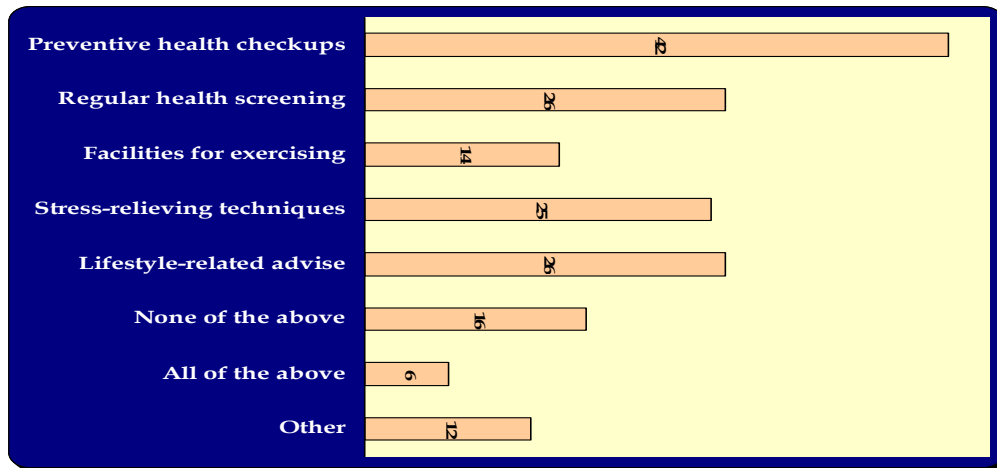 Preventive health checkups 42
Regular health screening 26
Facilities for exercising 14
Stress-relieving techniques 25
Lifestyle-related advise 26
None of the above 16
All of the above 6
Other 12